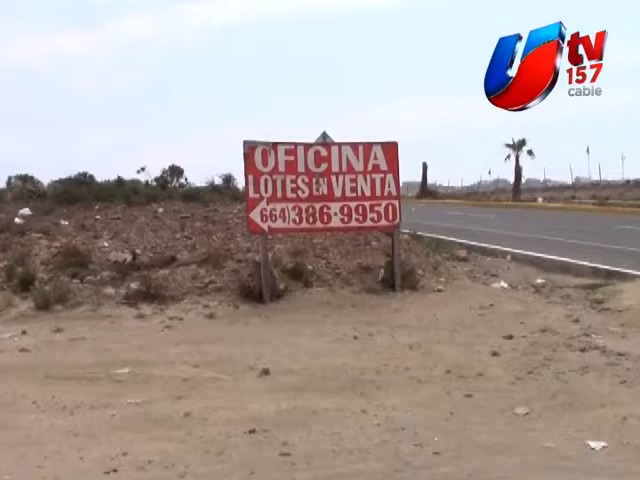 OFICINA
LOTES EN VENTA
(664)386-9950
tv
157
cable